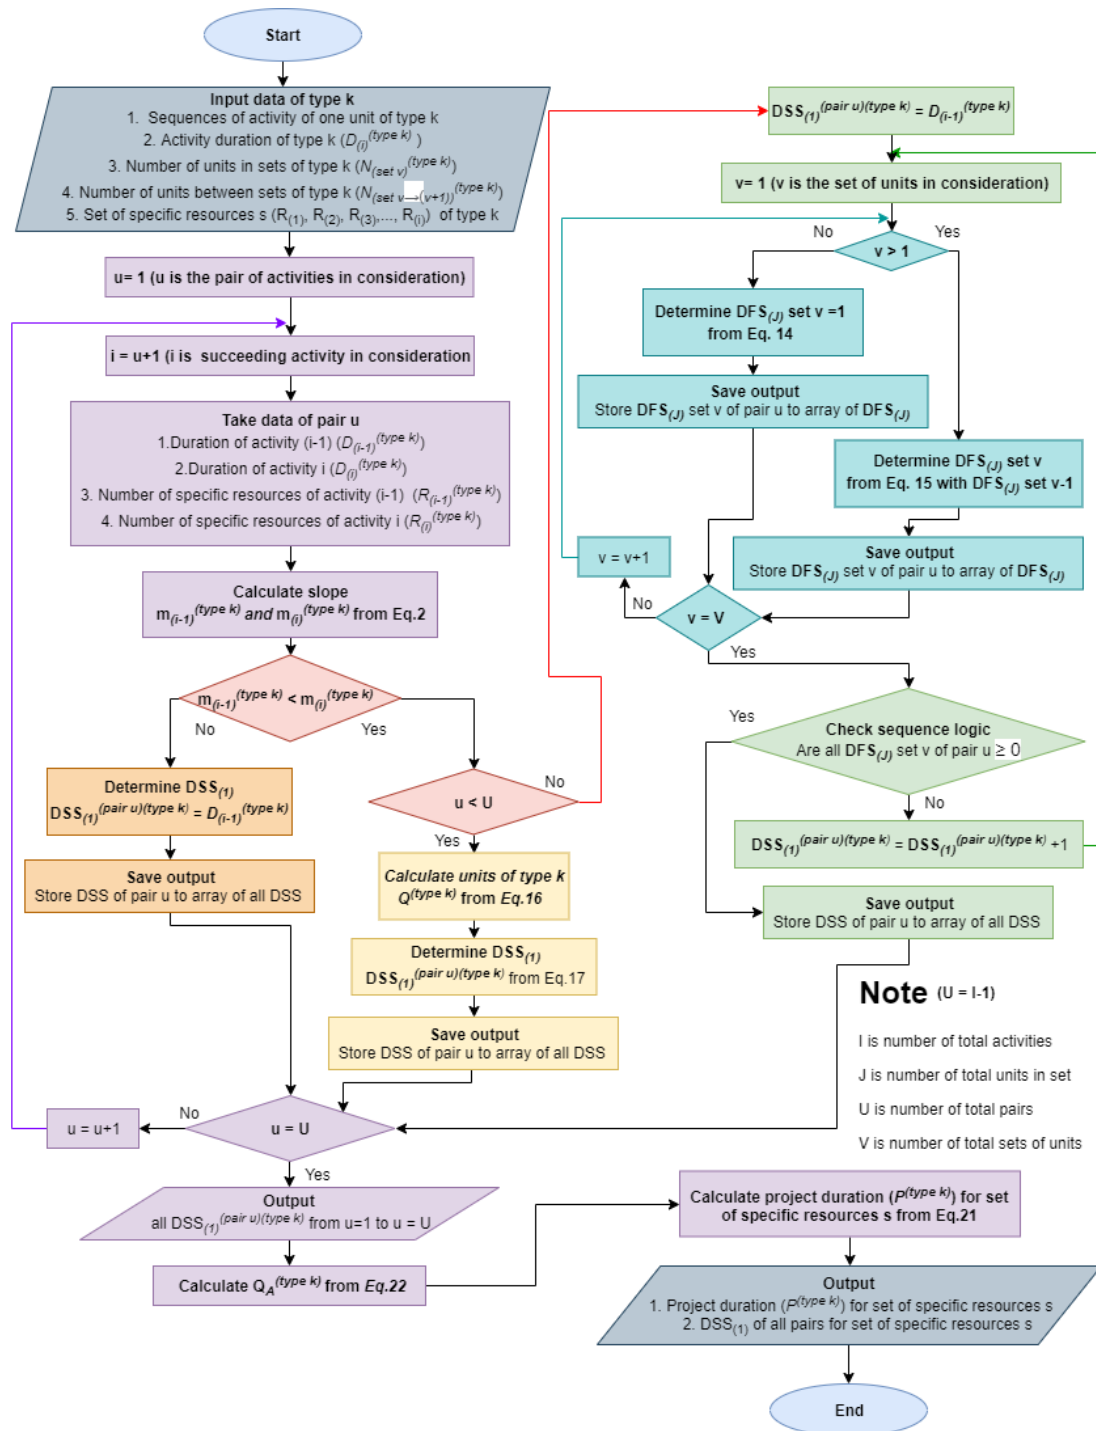 Start
Input data of type k
1. Sequences of activity of one unit of type k
2. Activity duration of type k (D(i)(type k) )
3. Number of units in sets of type k (N(set v)(type k))
4. Number of units between sets of type k (N(set v→(v+1))(type k))
5. Set of specific resources s (R(1), R(2), R(3),..., R(i)) of type k
u= 1 (u is the pair of activities in consideration)
i = u+1 (i is succeeding activity in consideration
Take data of pair u
1.Duration of activity (i-1) (D(i-1)(type k))
2.Duration of activity i (D(i)(type k))
3. Number of specific resources of activity (i-1) (R(i-1)(type k))
4. Number of specific resources of activity i (R(i)(type k))
Calculate slope
m(i-1)(type k) and m(i)(type k) from Eq.2
m(i-1)(type k) < m(i)(type k)
No
Yes
Determine DSS(1)
DSS(1)(pair u)(type k) = D(i-1)(type k)
Save output
Store DSS of pair u to array of all DSS
u < U
No
Yes
Calculate units of type k
Q(type k) from Eq.16
Determine DSS(1)
DSS(1)(pair u)(type k) from Eq.17
Save output
Store DSS of pair u to array of all DSS
u = U
No
u = u+1
Yes
Output
all DSS(1)(pair u)(type k) from u=1 to u = U
Calculate QA(type k) from Eq.22
DSS(1)(pair u)(type k) = D(i-1)(type k)
v= 1 (v is the set of units in consideration)
No
Yes
v > 1
Determine DFS(J) set v =1
from Eq. 14
Save output
Store DFS(J) set v of pair u to array of DFS(J)
Determine DFS(J) set v
from Eq. 15 with DFS(J) set v-1
Save output
Store DFS(J) set v of pair u to array of DFS(J)
v = v+1
No
v = V
Yes
Yes
Check sequence logic
Are all DFS(J) set v of pair u ≥ 0
No
DSS(1)(pair u)(type k) = DSS(1)(pair u)(type k) +1
Save output
Store DSS of pair u to array of all DSS
Note (U = I-1)
I is number of total activities
J is number of total units in set
U is number of total pairs
V is number of total sets of units
Calculate project duration (P(type k)) for set
of specific resources s from Eq.21
Output
1. Project duration (P(type k)) for set of specific resources s
2. DSS(1) of all pairs for set of specific resources s
End